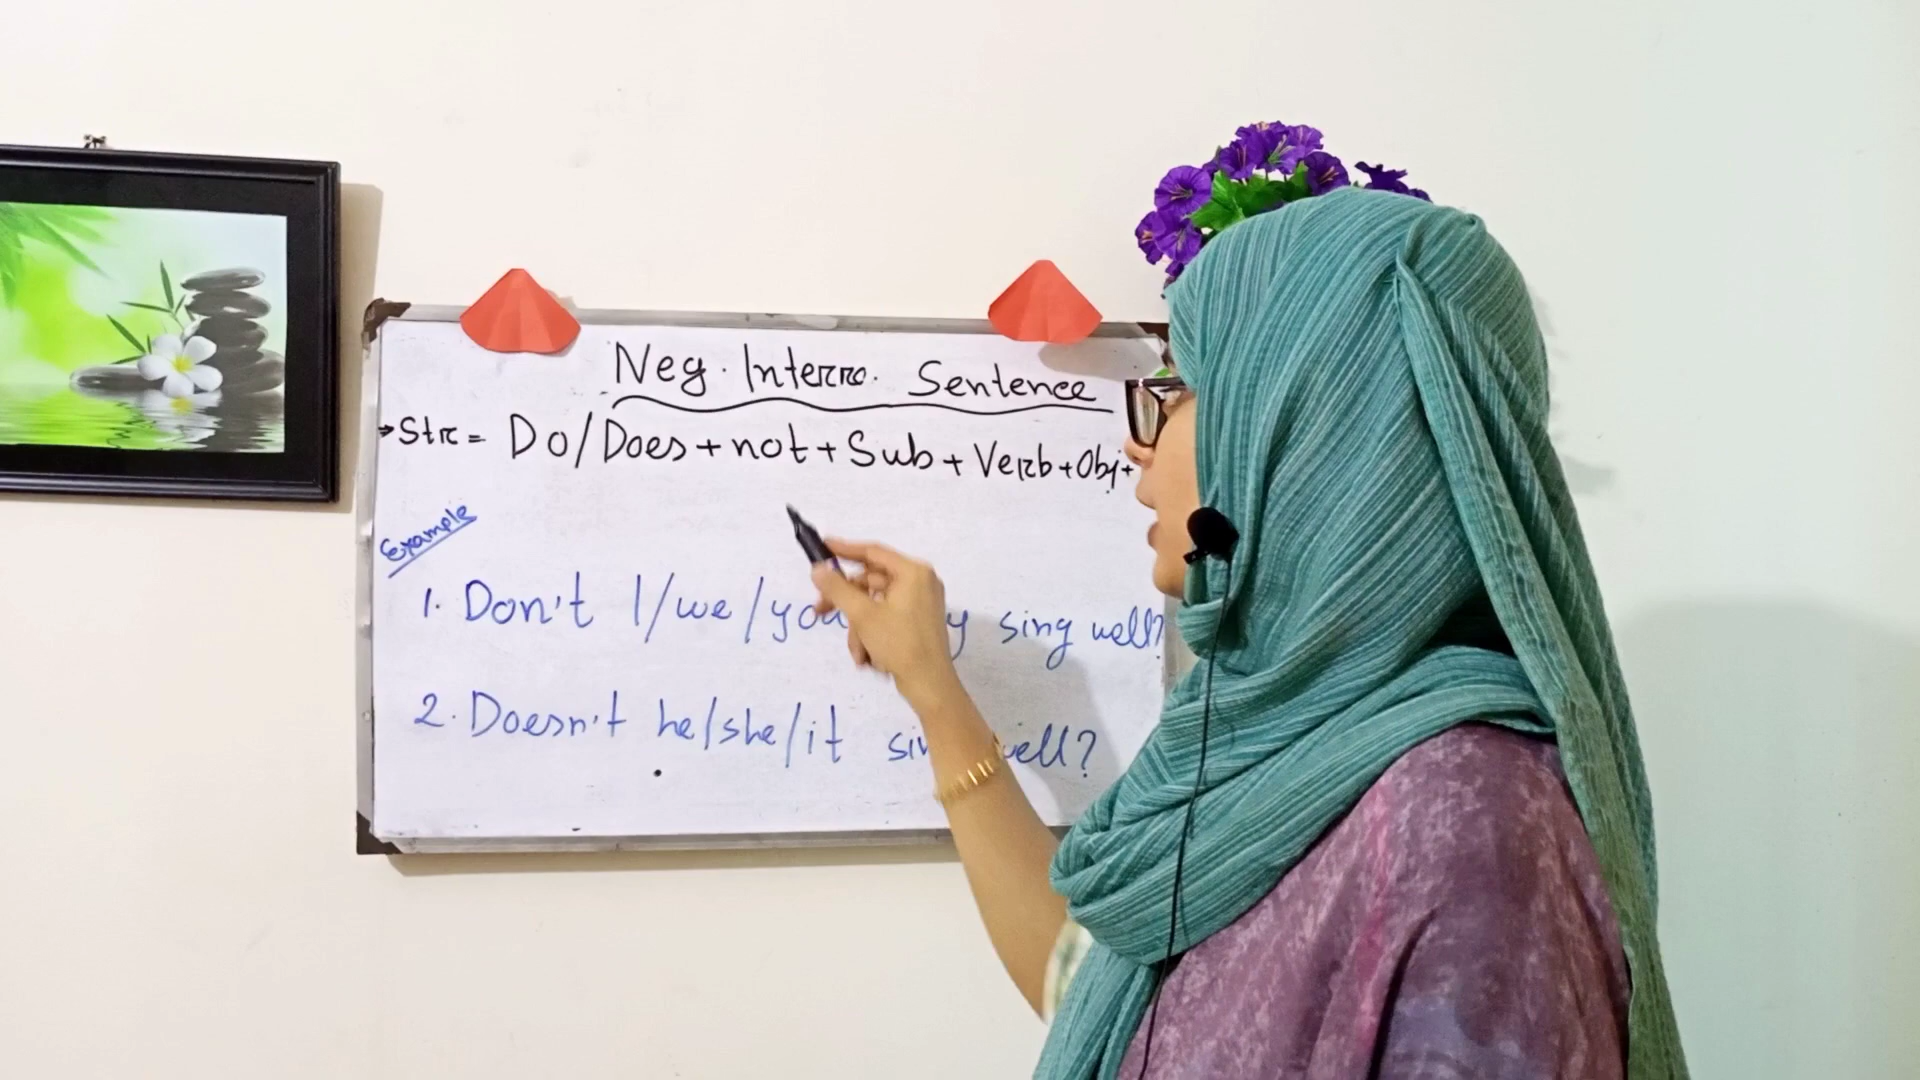 Neg. Interro. Sentence
→Str = Do/Does+not+Sub+Verb+Obj+
Example
1. Don't I/we/you sing well?
2. Doesn't he/she/it well?